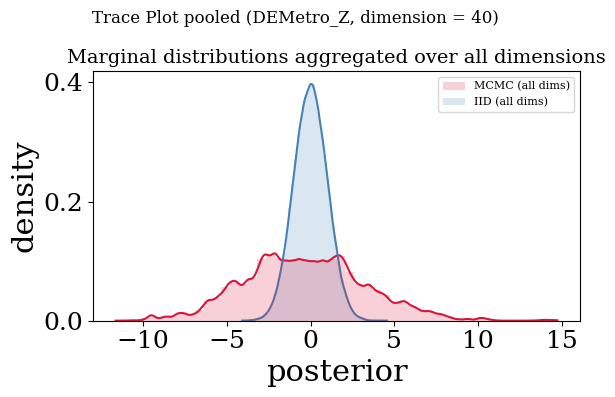 Trace Plot pooled (DEMetro_Z, dimension = 40)
Marginal distributions aggregated over all dimensions
MCMC (all dims)
IID (all dims)
density
0.4
0.2
0.0
−10 −5 0 5 10 15
posterior